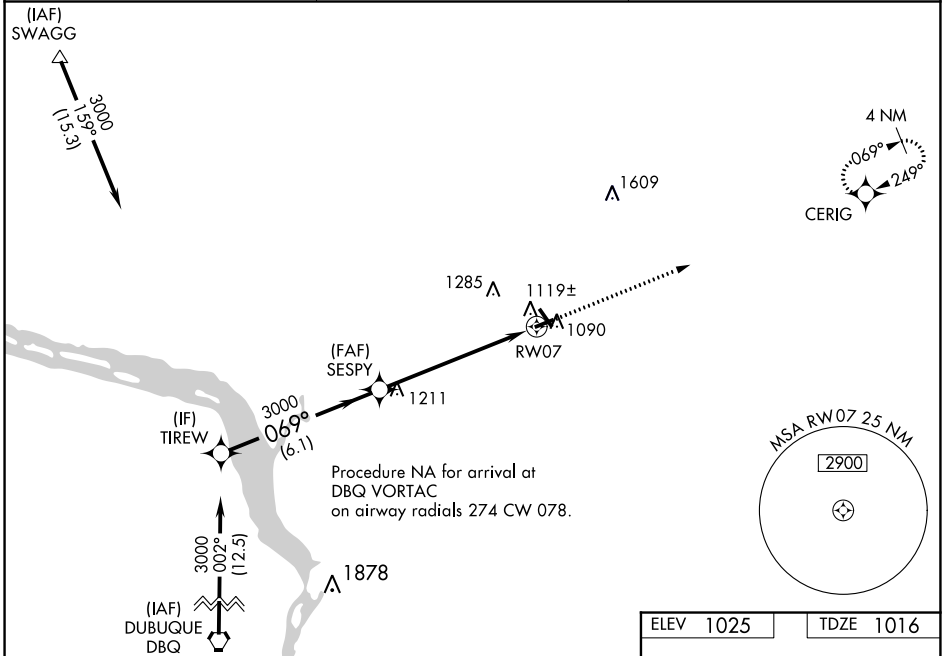 (IAF)
SWAGG
3000
159°
(15.3)
4 NM
069°
249°
CERIG
1609
1285
1119±
1090
RW07
(FAF)
SESPY
1211
3000
069°
(6.1)
(IF)
TIREW
MSA RW07 25 NM
2900
Procedure NA for arrival at
DBQ VORTAC
on airway radials 274 CW 078.
3000
002°
(12.5)
1878
(IAF)
DUBUQUE
DBQ
ELEV 1025
TDZE 1016